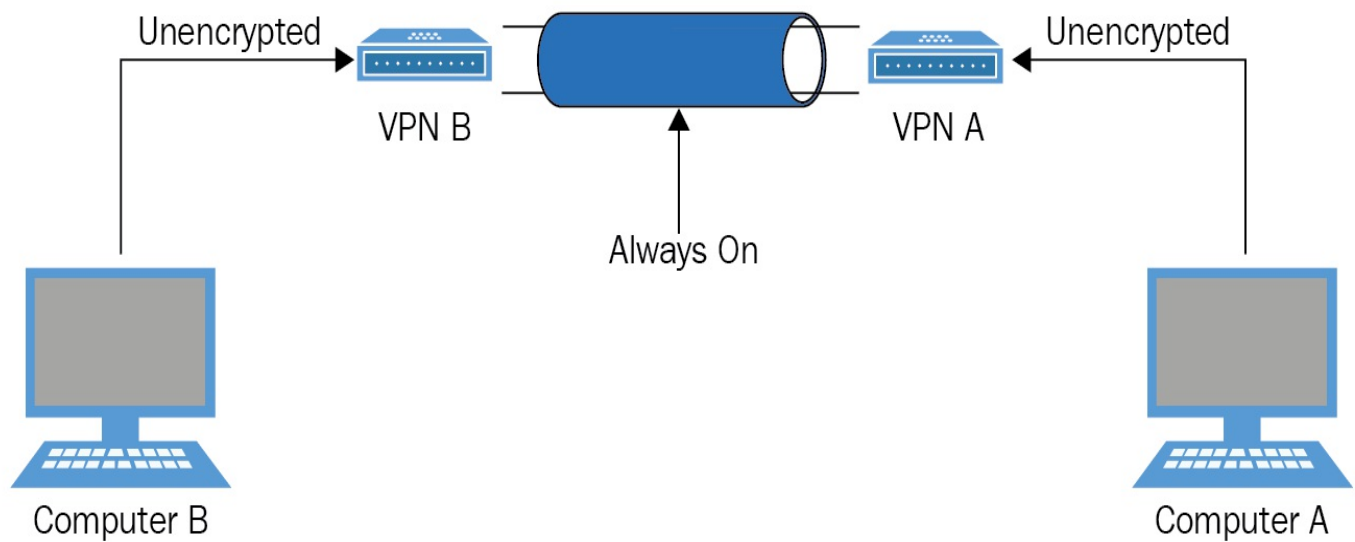 Unencrypted
Unencrypted
VPN B
VPN A
Always On
Computer B
Computer A